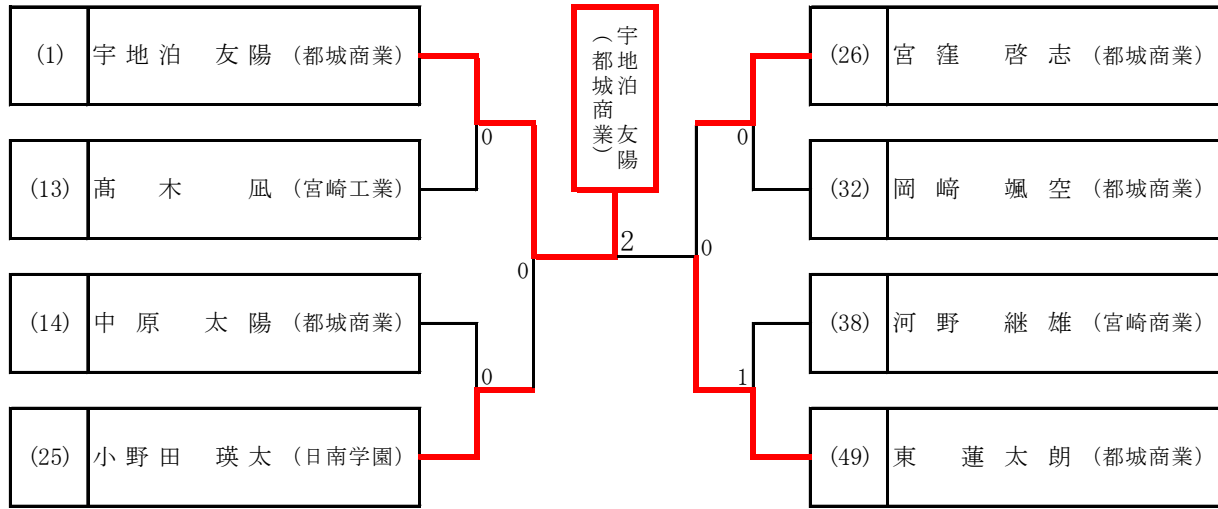 (1) 宇地泊 友陽 (都城商業)
0
(13) 髙木 凪 (宮崎工業)
0
(14) 中原 太陽 (都城商業)
0
(25) 小野田 瑛太 (日南学園)
宇地泊 友陽
(都城商業)
2
(26) 宮窪 啓志 (都城商業)
0
(32) 岡﨑 颯空 (都城商業)
0
(38) 河野 継雄 (宮崎商業)
1
(49) 東 蓮太朗 (都城商業)